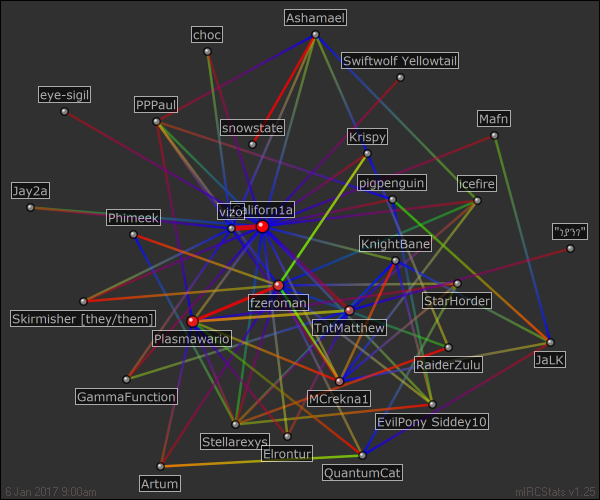 Ashamael
choc
Swiftwolf Yellowtail
eye-sigil
PPPaul
Mafn
snowstate
Krispy
pigpenguin
icefire
Jay2a
Phimeek
vizo
Californ1a
KnightBane
fzeroman
StarHorder
Skirmisher [they/them]
TntMatthew
Plasmawario
JaLK
RaiderZulu
GammaFunction
MCrekna1
EvilPony Siddey10
Stellarexys
Elrontur
QuantumCat
Artum
6 Jan 2017 9:00am
mIRCStats v1.25